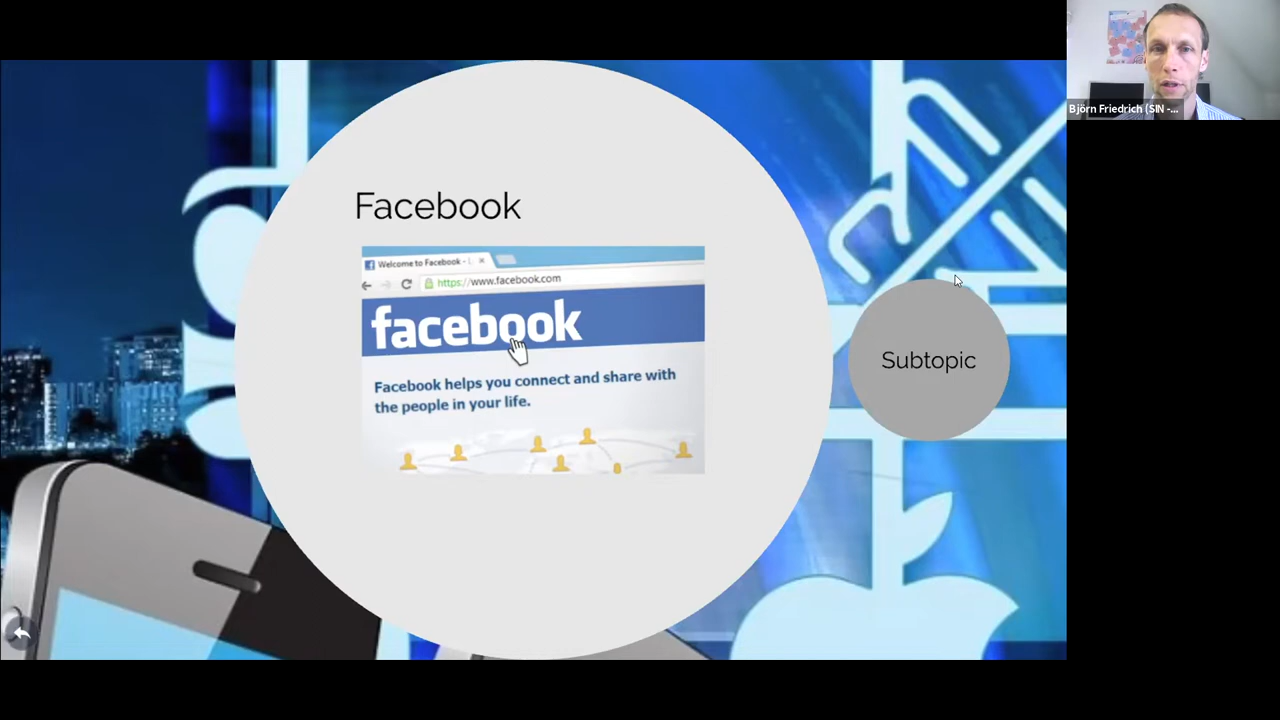 Björn Friedrich (SIN -...
Facebook
Welcome to Facebook - L
https://www.facebook.com
facebook
Facebook helps you connect and share with
the people in your life.
Subtopic